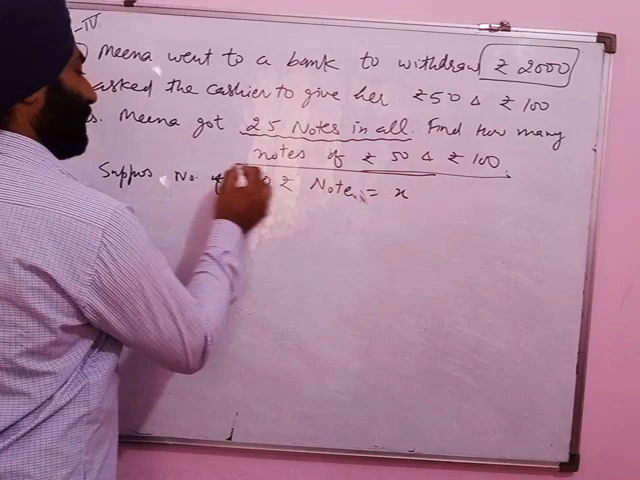 -IV
Meena went to a bank to withdraw ₹ 2000
asked the cashier to give her ₹50 & ₹ 100
s. Meena got 25 Notes in all. Find how many
notes of ₹ 50 & ₹ 100.
Suppos No. of ₹ Note = x